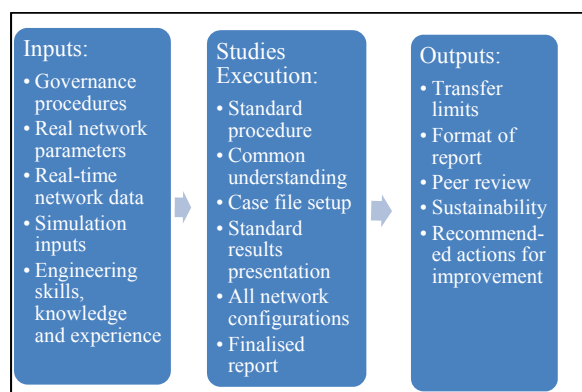 Inputs:
• Governance
procedures
• Real network
parameters
• Real-time
network data
• Simulation
inputs
• Engineering
skills,
knowledge
and experience
Studies
Execution:
• Standard
procedure
• Common
understanding
• Case file setup
• Standard
results
presentation
• All network
configurations
• Finalised
report
Outputs:
• Transfer
limits
• Format of
report
• Peer review
• Sustainability
• Recommend-
ed actions for
improvement